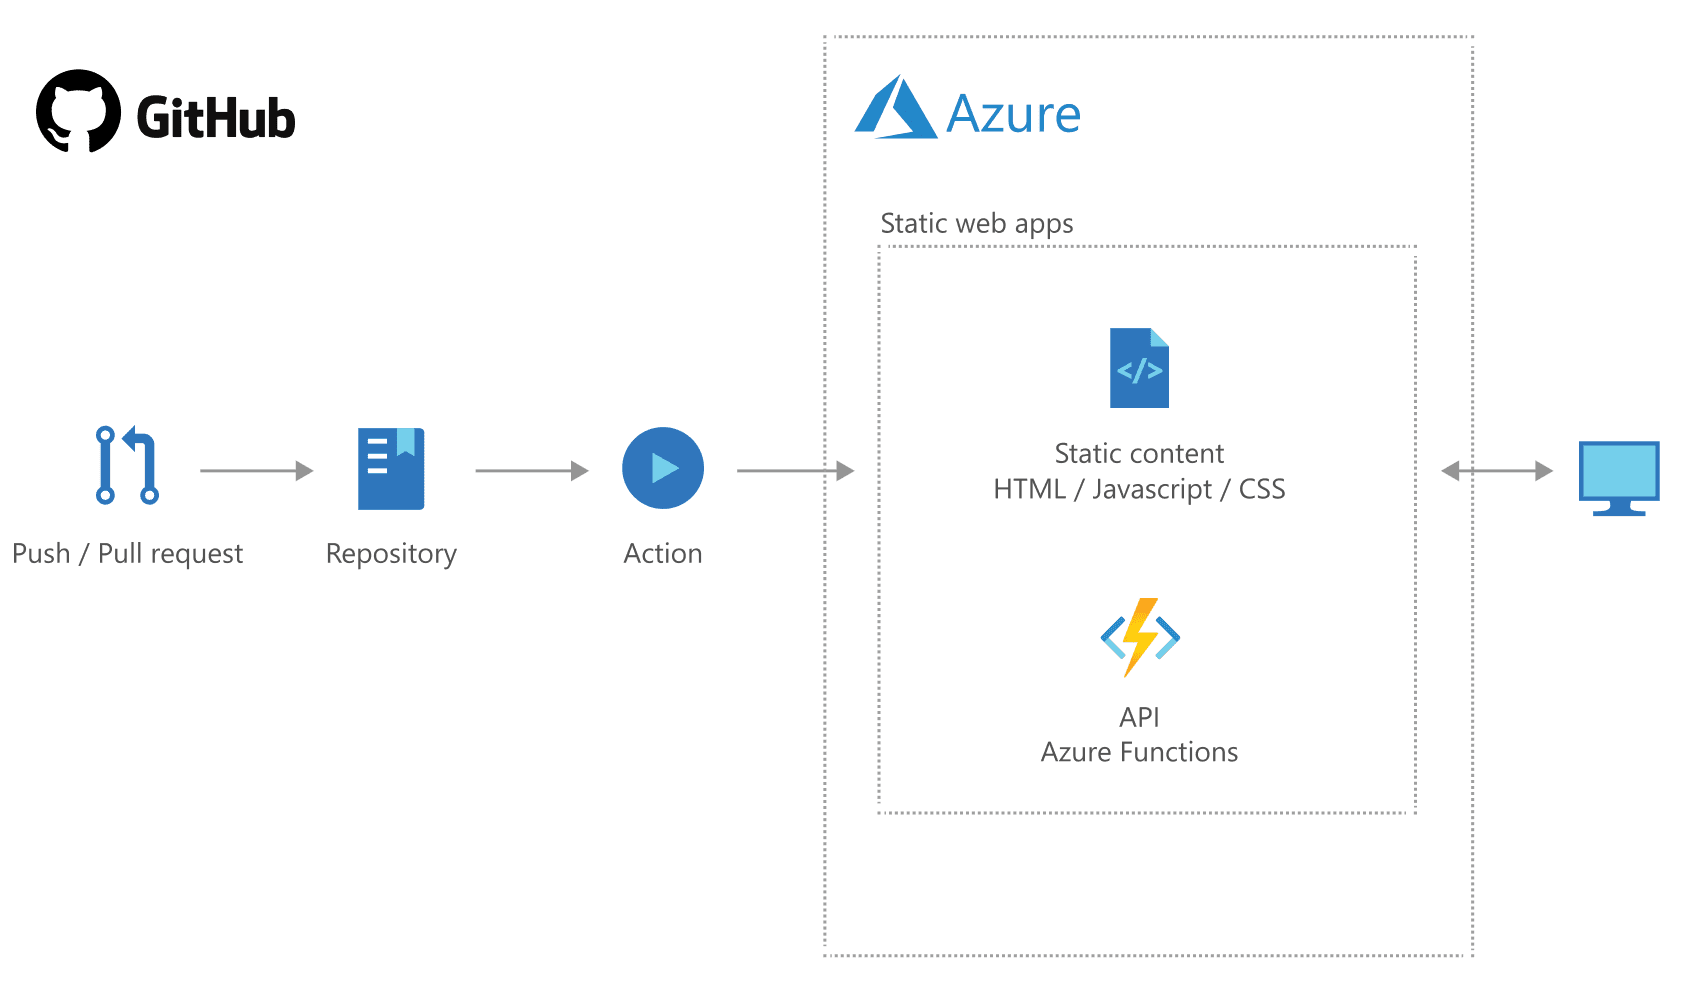 GitHub
Azure
Static web apps
</>
Static content
HTML / Javascript / CSS
Push / Pull request
Repository
Action
API
Azure Functions